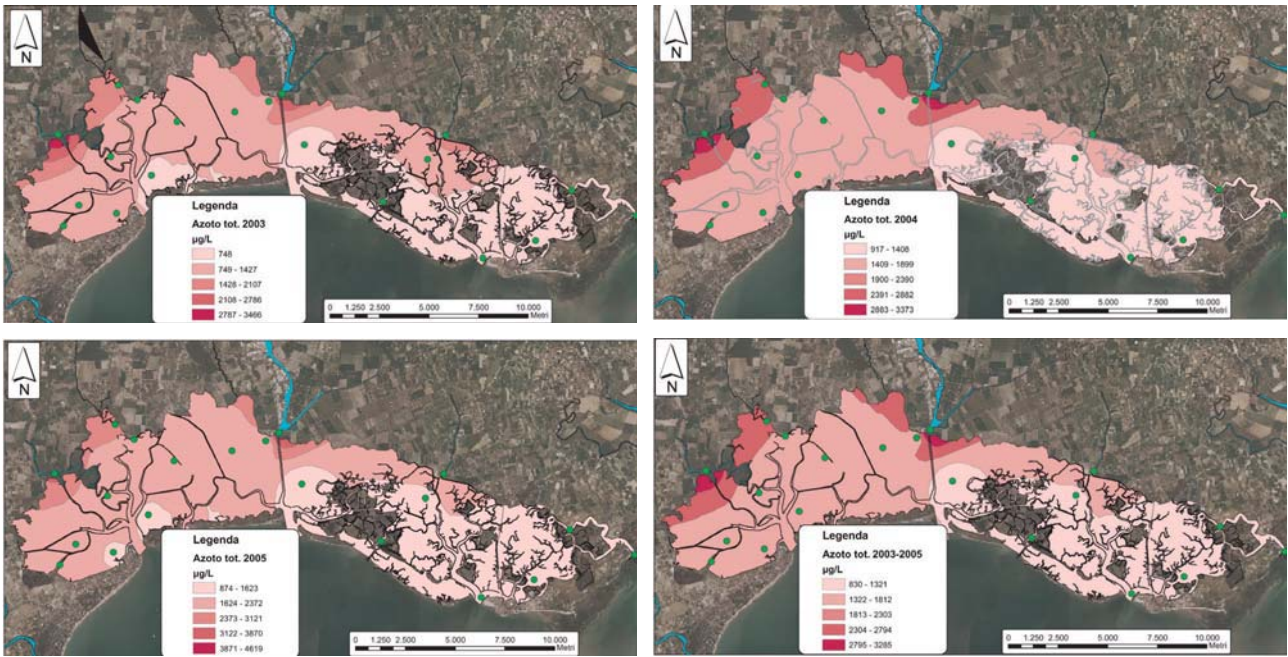 N
Legenda
Azoto tot. 2003
µg/L
748
749 - 1427
1428 - 2107
2108 - 2786
2787 - 3466
0 1.250 2.500 5.000 7.500 10.000
Metri
N
Legenda
Azoto tot. 2004
µg/L
917 - 1408
1409 - 1899
1900 - 2390
2391 - 2882
2883 - 3373
0 1.250 2.500 5.000 7.500 10.000
Metri
N
Legenda
Azoto tot. 2005
µg/L
874 - 1623
1624 - 2372
2373 - 3121
3122 - 3870
3871 - 4619
0 1.250 2.500 5.000 7.500 10.000
Metri
N
Legenda
Azoto tot. 2003-2005
µg/L
830 - 1321
1322 - 1812
1813 - 2303
2304 - 2794
2795 - 3285
0 1.250 2.500 5.000 7.500 10.000
Metri